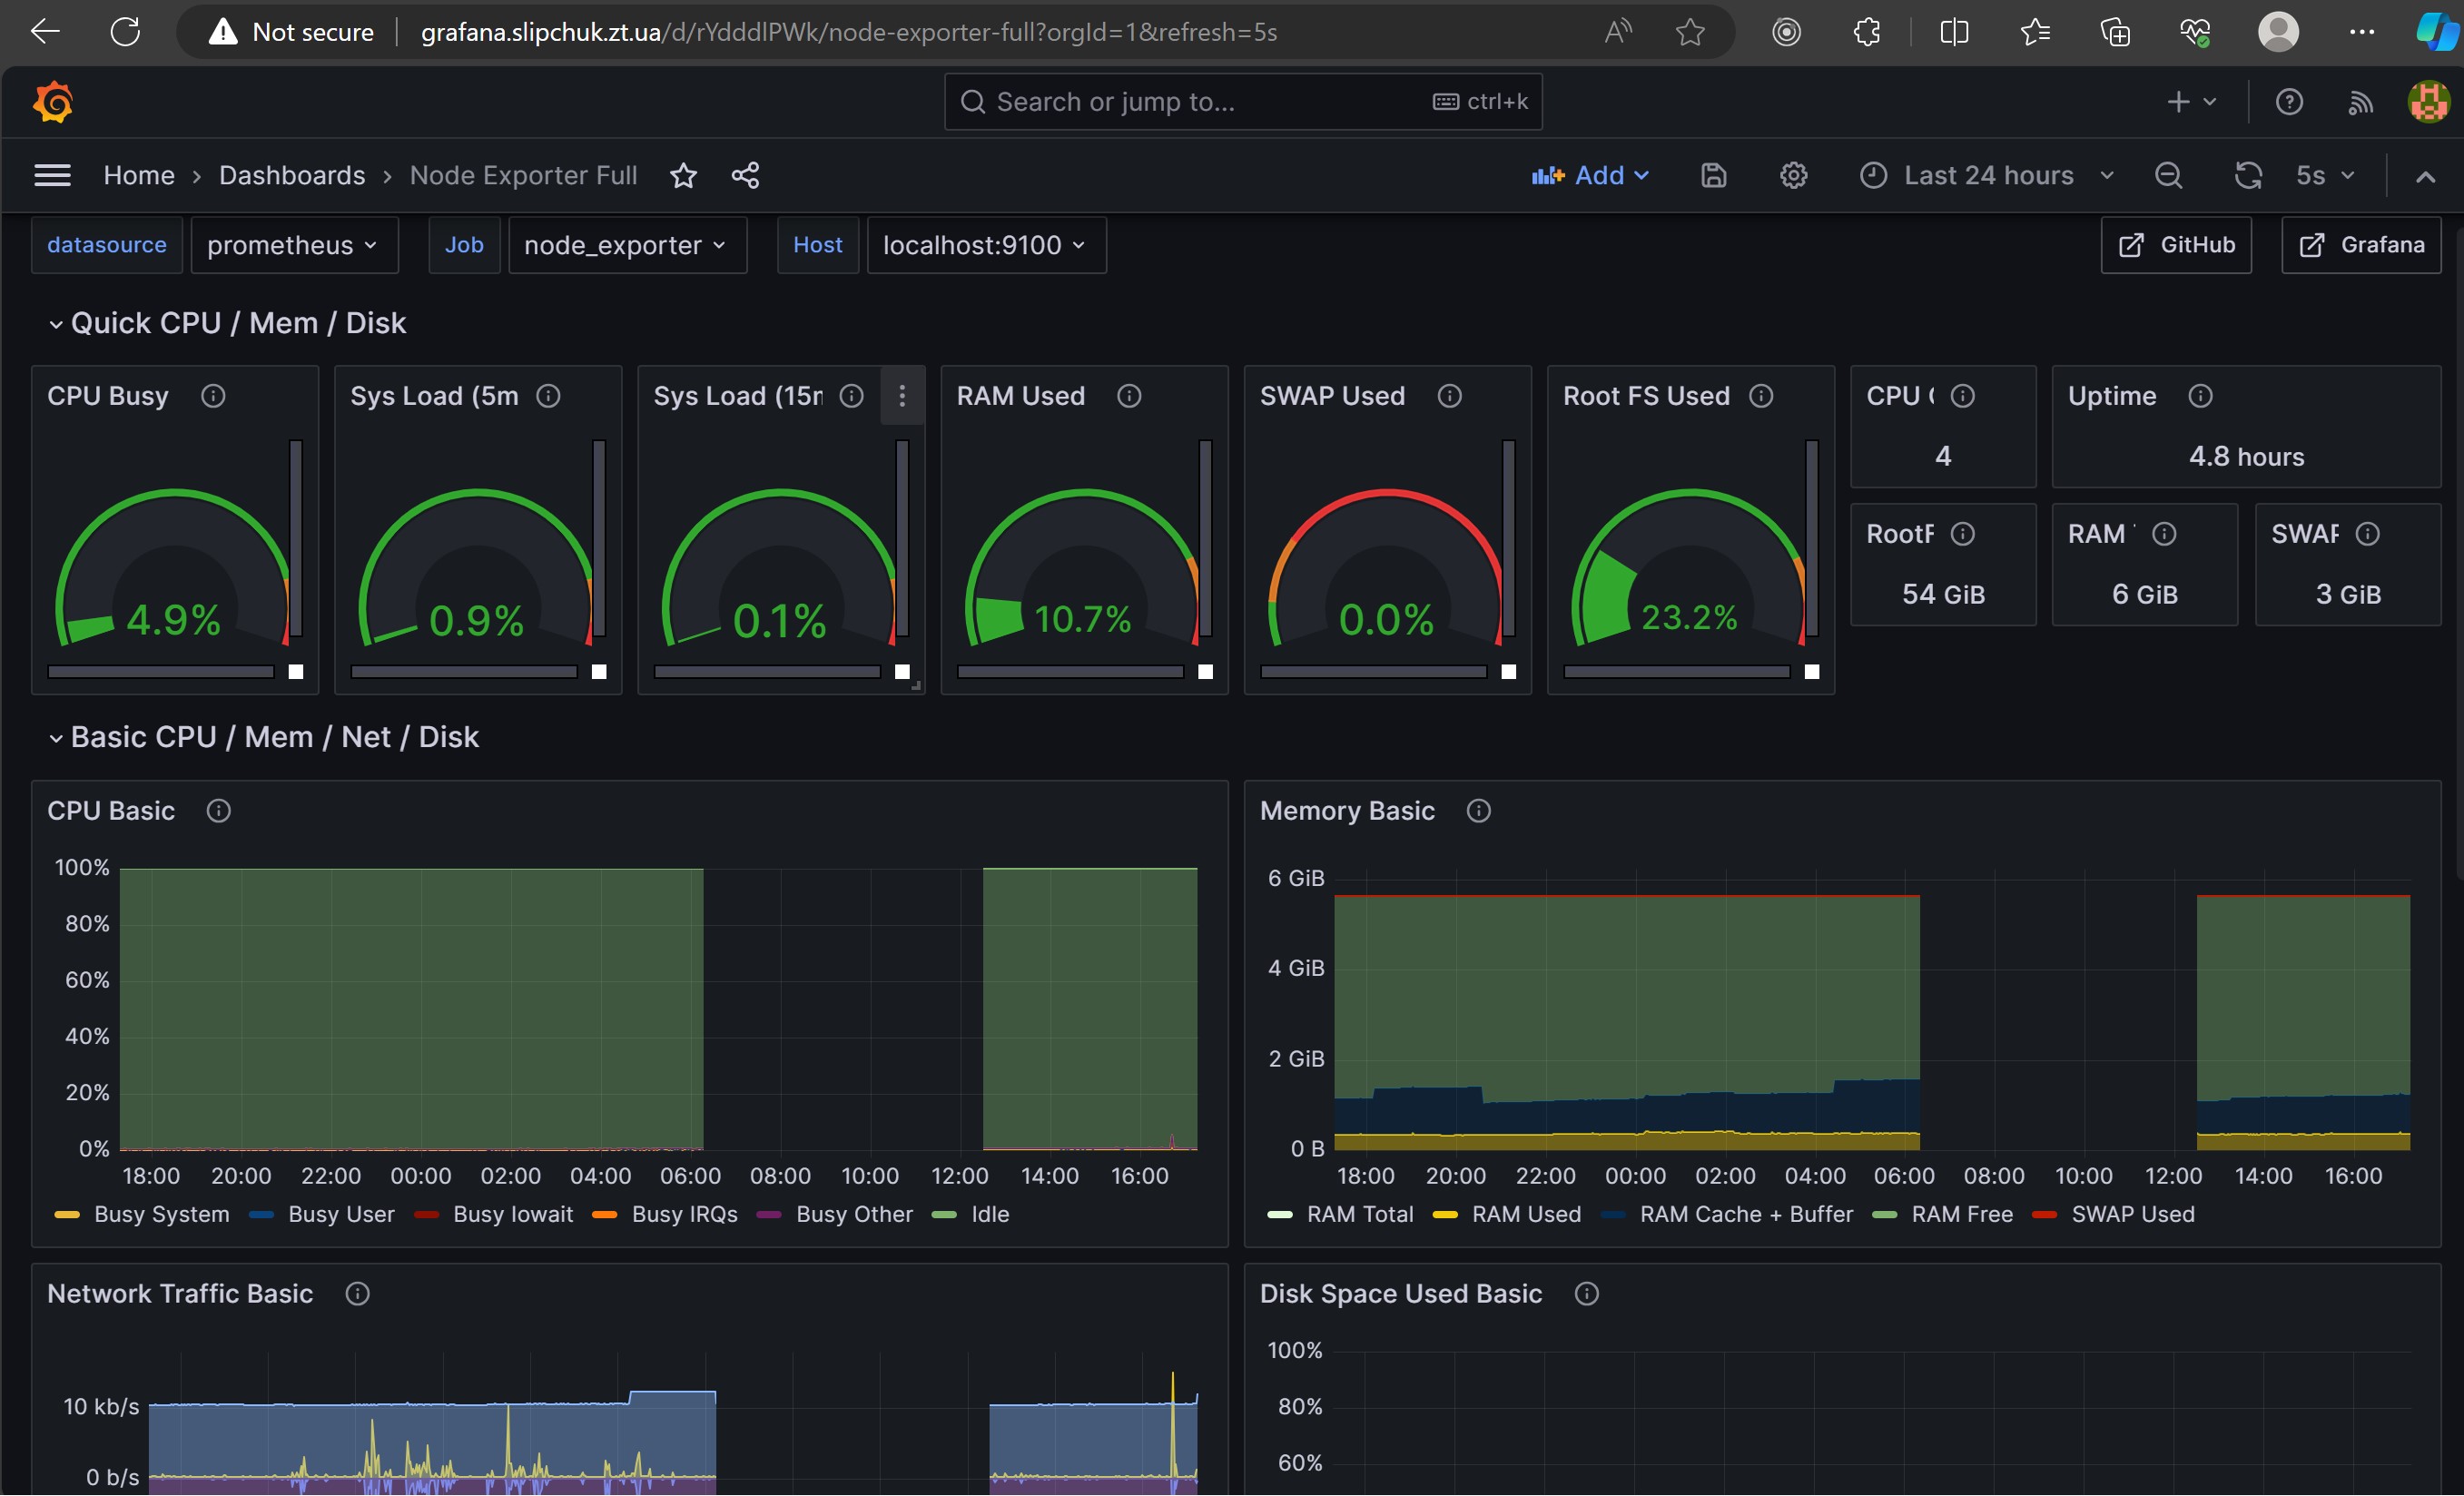 Not secure
grafana.slipchuk.zt.ua/d/rYdddlPWk/node-exporter-full?orgId=1&refresh=5s
Search or jump to...
ctrl+k
Home
Dashboards
Node Exporter Full
Add
Last 24 hours
5s
datasource
prometheus
Job
node_exporter
Host
localhost:9100
GitHub
Grafana
Quick CPU / Mem / Disk
CPU Busy
Sys Load (5m
Sys Load (15m
RAM Used
SWAP Used
Root FS Used
CPU
Uptime
4
4.8 hours
RootF
RAM
SWAP
54 GiB
6 GiB
3 GiB
4.9%
0.9%
0.1%
10.7%
0.0%
23.2%
Basic CPU / Mem / Net / Disk
CPU Basic
100%
80%
60%
40%
20%
0%
18:00 20:00 22:00 00:00 02:00 04:00 06:00 08:00 10:00 12:00 14:00 16:00
Busy System Busy User Busy Iowait Busy IRQs Busy Other Idle
Memory Basic
6 GiB
4 GiB
2 GiB
0 B
18:00 20:00 22:00 00:00 02:00 04:00 06:00 08:00 10:00 12:00 14:00 16:00
RAM Total RAM Used RAM Cache + Buffer RAM Free SWAP Used
Network Traffic Basic
10 kb/s
0 b/s
Disk Space Used Basic
100%
80%
60%